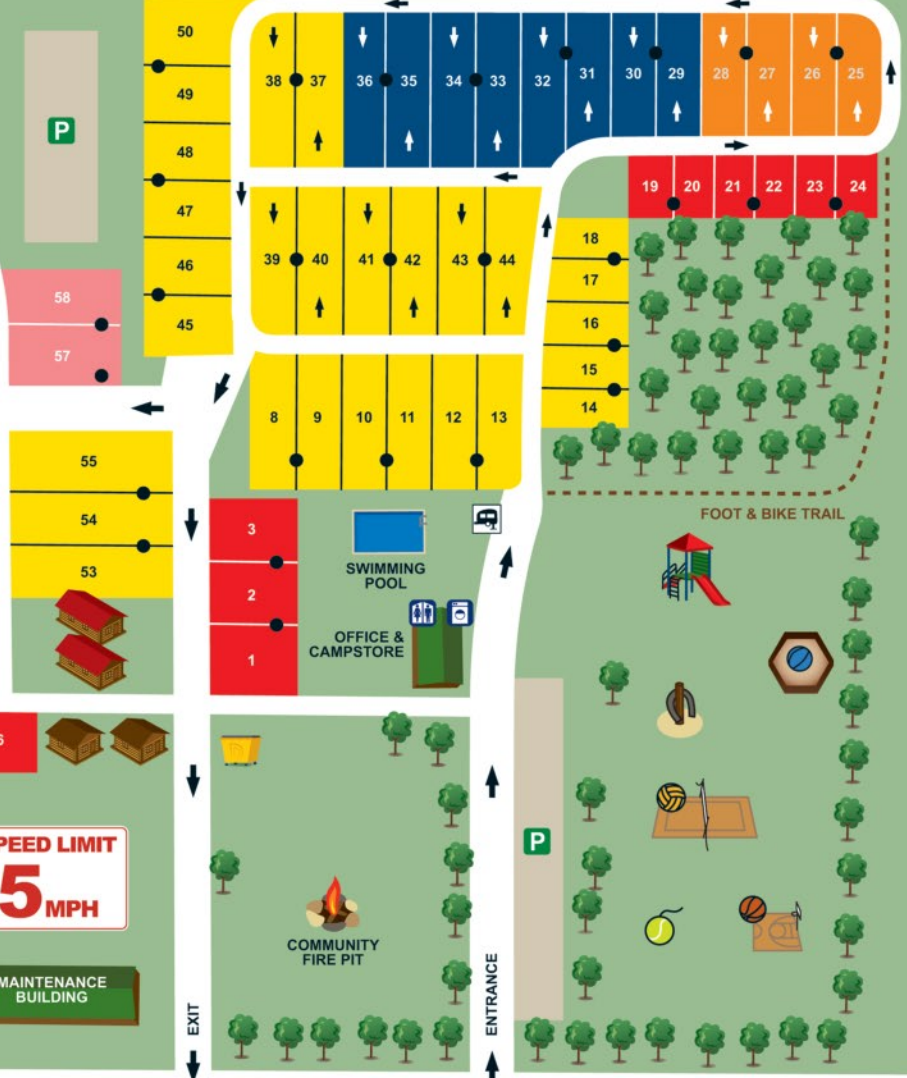 50
49
48
47
46
45
P
58
57
38 37 36 35 34 33 32 31 30 29 28 27 26 25
19 20 21 22 23 24
39 40 41 42 43 44
18
17
16
15
14
8 9 10 11 12 13
55
54
53
3
2
1
SWIMMING
POOL
OFFICE &
CAMPSTORE
FOOT & BIKE TRAIL
PEED LIMIT
5 MPH
MAINTENANCE
BUILDING
COMMUNITY
FIRE PIT
P
EXIT
ENTRANCE